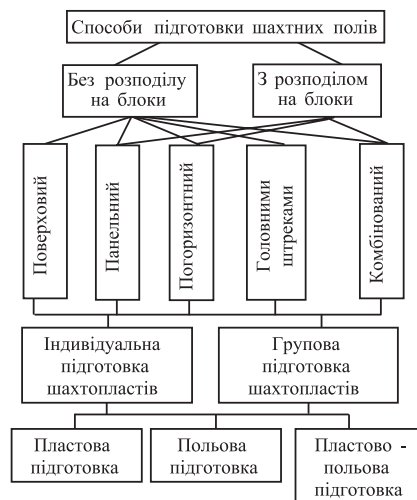 Способи підготовки шахтних полів
Без розподілу
на блоки
З розподілом
на блоки
Поверховий
Панельний
Погоризонтний
Головними
штреками
Комбінований
Індивідуальна
підготовка
шахтопластів
Групова
підготовка
шахтопластів
Пластова
підготовка
Польова
підготовка
Пластово -
польова
підготовка